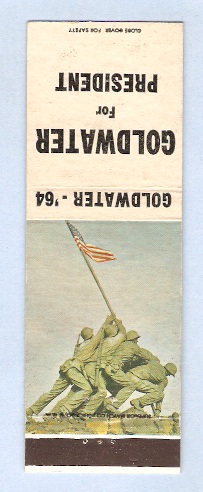 GOLDWATER - '64
GOLDWATER
For
PRESIDENT
CLOSE COVER FOR SAFETY